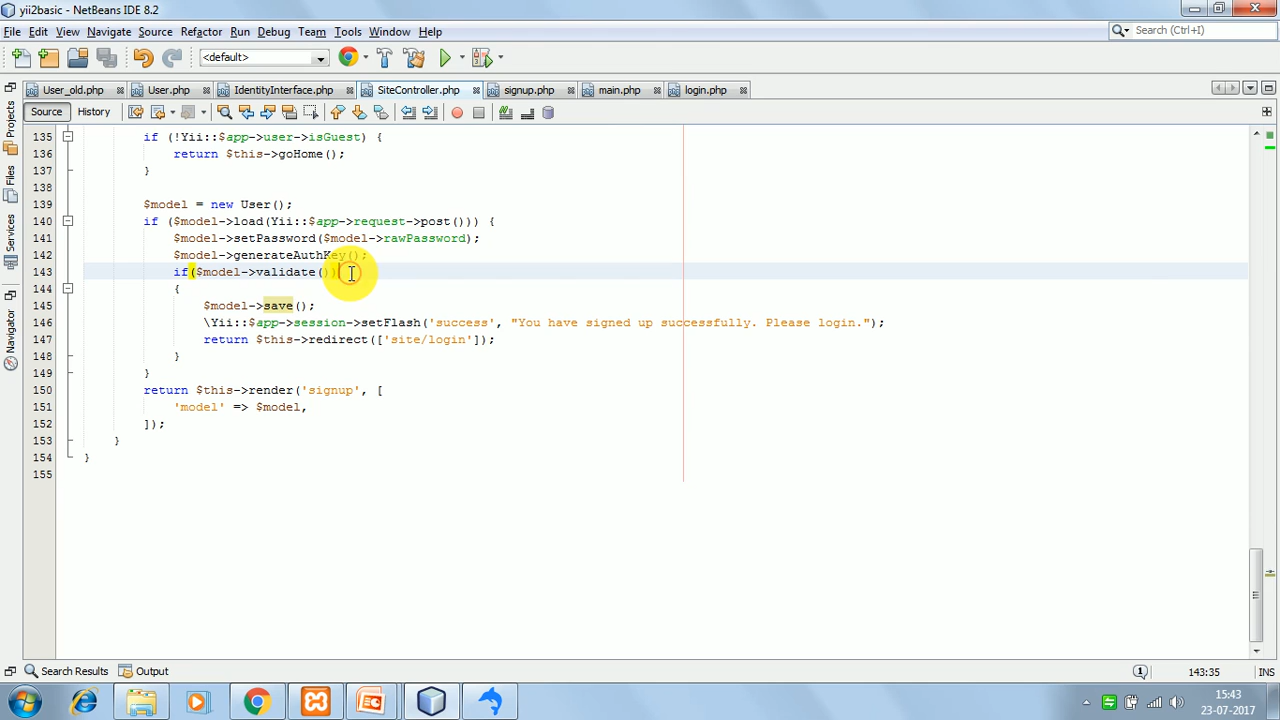 yii2basic - NetBeans IDE 8.2
File Edit View Navigate Source Refactor Run Debug Team Tools Window Help
Search (Ctrl+I)
<default>
User_old.php User.php IdentityInterface.php SiteController.php signup.php main.php login.php
Source History
Projects
Files
Services
Navigator
135 if (!Yii::$app->user->isGuest) {
136 return $this->goHome();
137 }
138
139 $model = new User();
140 if ($model->load(Yii::$app->request->post())) {
141 $model->setPassword($model->rawPassword);
142 $model->generateAuthKey();
143 if($model->validate())
144 {
145 $model->save();
146 \Yii::$app->session->setFlash('success', "You have signed up successfully. Please login.");
147 return $this->redirect(['site/login']);
148 }
149 }
150 return $this->render('signup', [
151 'model' => $model,
152 ]);
153 }
154 }
155
Search Results Output
1 143:35 INS
15:43
23-07-2017